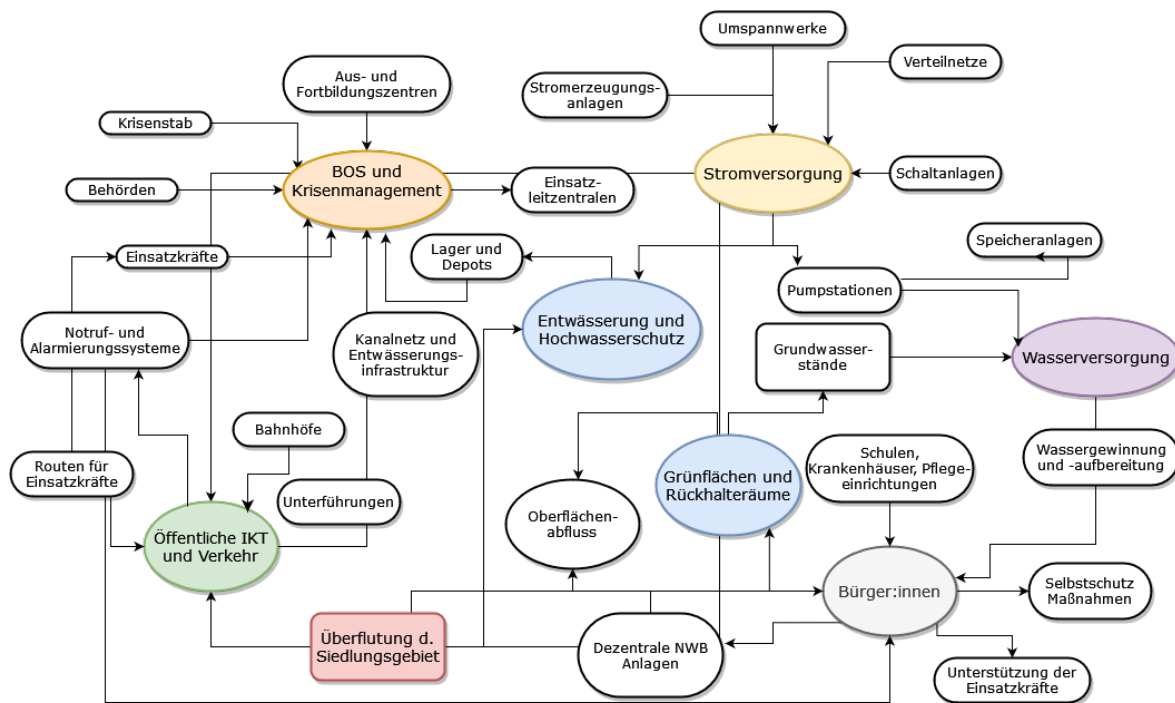 Umspannwerke
Verteilnetze
Aus- und
Fortbildungszentren
Stromerzeugungs-
anlagen
Krisenstab
BOS und
Krisenmanagement
Stromversorgung
Schaltanlagen
Behörden
Einsatz-
leitzentralen
Speicheranlagen
Einsatzkräfte
Lager und
Depots
Pumpstationen
Notruf- und
Alarmierungssysteme
Kanalnetz und
Entwässerungs-
infrastruktur
Entwässerung und
Hochwasserschutz
Grundwasser-
stände
Wasserversorgung
Bahnhöfe
Schulen,
Krankenhäuser, Pflege-
einrichtungen
Wassergewinnung
und -aufbereitung
Routen für
Einsatzkräfte
Unterführungen
Grünflächen und
Rückhalteräume
Oberflächen-
abfluss
Öffentliche IKT
und Verkehr
Bürger:innen
Selbstschutz
Maßnahmen
Überflutung d.
Siedlungsgebiet
Dezentrale NWB
Anlagen
Unterstützung der
Einsatzkräfte